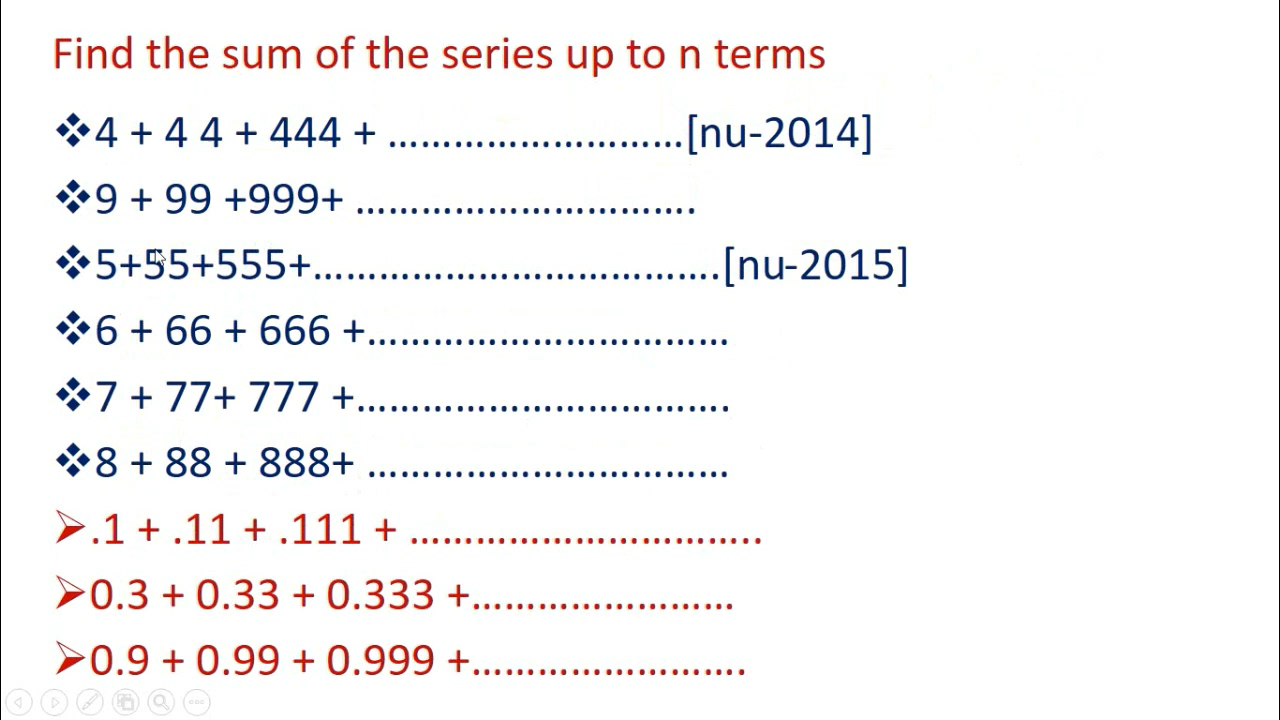 Find the sum of the series up to n terms
❖4 + 4 4 + 444 + ………………………[nu-2014]
❖9 + 99 +999+ ………………………….
❖5+55+555+……………………………….[nu-2015]
❖6 + 66 + 666 +……………………………
❖7 + 77+ 777 +…………………………….
❖8 + 88 + 888+ ……………………………
➢.1 + .11 + .111 + …………………………..
➢0.3 + 0.33 + 0.333 +……………………
➢0.9 + 0.99 + 0.999 +…………………….